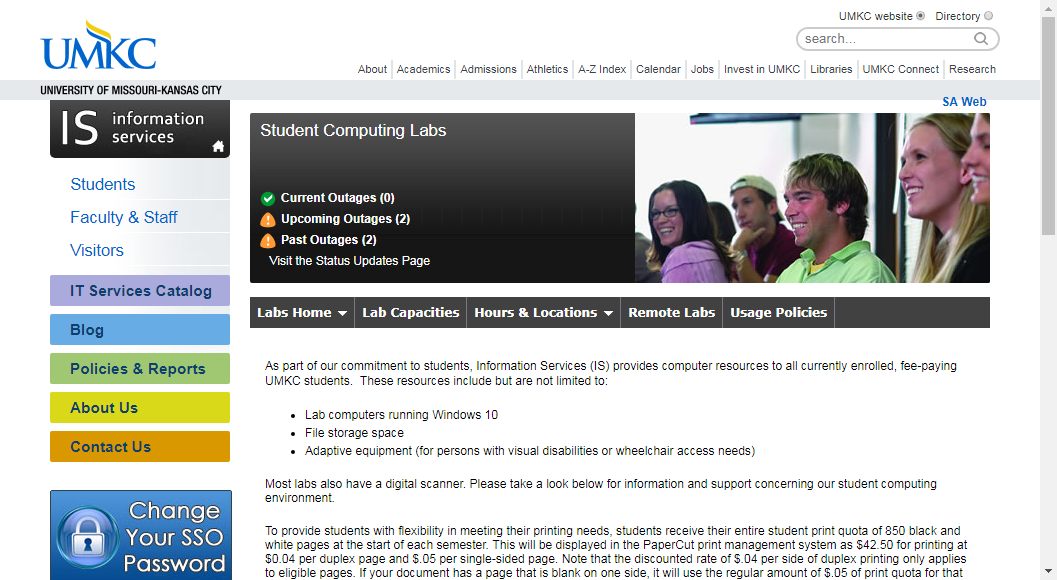 UMKC website Directory
search...
UMKC
About Academics Admissions Athletics A-Z Index Calendar Jobs Invest in UMKC Libraries UMKC Connect Research
UNIVERSITY OF MISSOURI-KANSAS CITY
SA Web
IS information
services
Students
Faculty & Staff
Visitors
IT Services Catalog
Blog
Policies & Reports
About Us
Contact Us
Change
Your SSO
Password
Student Computing Labs
Current Outages (0)
Upcoming Outages (2)
Past Outages (2)
Visit the Status Updates Page
Labs Home Lab Capacities Hours & Locations Remote Labs Usage Policies
As part of our commitment to students, Information Services (IS) provides computer resources to all currently enrolled, fee-paying
UMKC students. These resources include but are not limited to:
• Lab computers running Windows 10
• File storage space
• Adaptive equipment (for persons with visual disabilities or wheelchair access needs)
Most labs also have a digital scanner. Please take a look below for information and support concerning our student computing
environment.
To provide students with flexibility in meeting their printing needs, students receive their entire student print quota of 850 black and
white pages at the start of each semester. This will be displayed in the PaperCut print management system as $42.50 for printing at
$0.04 per duplex page and $.05 per single-sided page. Note that the discounted rate of $.04 per side of duplex printing only applies
to eligible pages. If your document has a page that is blank on one side, it will use the regular amount of $.05 of print quota for that